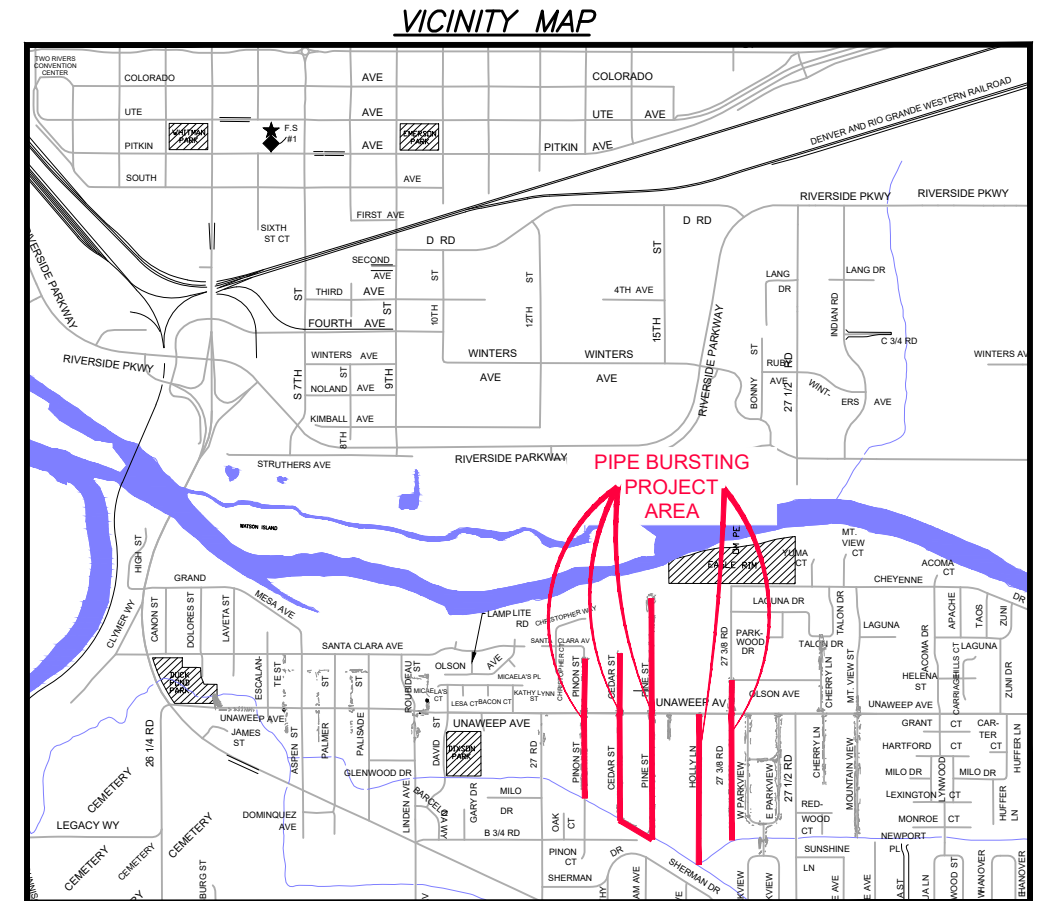 VICINITY MAP
TWO RIVERS
CONVENTION
CENTER
COLORADO AVE COLORADO
UTE AVE UTE AVE
WHITMAN
PARK
F.S
#1
EMERSON
PARK
PITKIN AVE PITKIN AVE
DENVER AND RIO GRANDE WESTERN RAILROAD
SOUTH AVE
RIVERSIDE PKWY RIVERSIDE PKWY
FIRST AVE
SIXTH
ST CT
D RD
D RD
RIVERSIDE PARKWAY
SECOND
AVE
ST
ST
ST
LANG
DR
LANG DR
THIRD AVE
4TH AVE
ST
ST
10TH
12TH
15TH
INDIAN RD
FOURTH AVE
C 3/4 RD
RIVERSIDE PKWY
WINTERS AVE
WINTERS
AVE
WINTERS
AVE
WINTERS AV
RIVERSIDE PARKWAY
ST
BONNY
RUBY
AVE
27 1/2 RD
WINT-
ERS AVE
S 7TH
ST
9TH
NOLAND AVE
KIMBALL AVE
8TH
STRUTHERS AVE
RIVERSIDE PARKWAY
PIPE BURSTING
PROJECT
AREA
WATSON ISLAND
HIGH ST
EAGLE RIM
YUMA
CT
MT.
VIEW
CT
ACOMA
CT
GRAND
MESA AVE
CHEYENNE
DR
CLYMER WY
CANON ST
DOLORES ST
LAVETA ST
LAMP LITE
RD
CHRISTOPHER WAY
LAGUNA DR
TALON DR
APACHE
TAOS
ZUNI
LAGUNA
SANTA CLARA AVE
SANTA CLARA AV
27 3/8 RD
PARK-
WOOD
DR
TALON DR
ACOMA DR
LAGUNA
OLSON
AVE
MICAELA'S PL
CHRISTOPHER CT
PINON ST
CEDAR ST
PINE ST
CHERRY LN
MT. VIEW ST
HELENA
ST
CARRIAGE
HILLS CT
ZUNI DR
DUCK
POND
PARK
ESCALAN-
TE ST
ST
ST
ROUBIDEAU
ST
MICAELA'S
CT
LESA CT
BACON CT
KATHY LYNN
ST
OLSON AVE
UNAWEEP AVE
UNAWEEP AVE
UNAWEEP AV
UNAWEEP AVE
JAMES
ST
26 1/4 RD
ASPEN ST
PALMER
PALISADE
DAVID ST
DIXSON
PARK
27 RD
PINON ST
CEDAR ST
PINE ST
HOLLY LN
27 3/8 RD
W PARKVIEW
E PARKVIEW
27 1/2 RD
CHERRY LN
MOUNTAIN VIEW
GRANT CT
CAR-
TER
CT
HARTFORD CT
HUFFER LN
GLENWOOD DR
MILO DR
MILO DR
LYNWOOD
CEMETERY
LINDEN AVE
GARY DR
MILO
DR
LEXINGTON CT
HUFFER
LN
DOMINQUEZ
AVE
OAK
CT
RED-
WOOD
CT
MONROE CT
LEGACY WY
B 3/4 RD
NEWPORT
PL
CEMETERY
CEMETERY
CEMETERY
PINON
CT
SHERMAN
DR
SHERMAN DR
SUNSHINE
LN